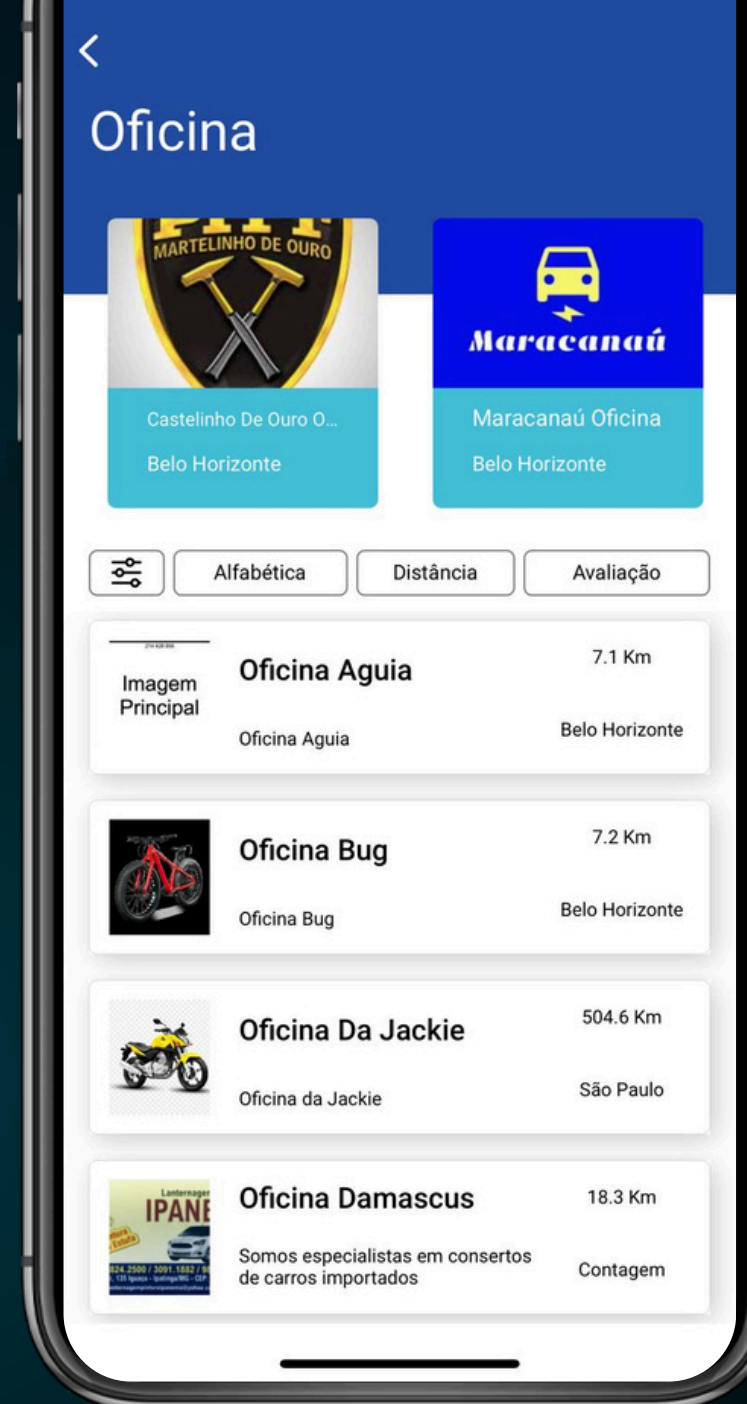 Oficina
MARTELINHO DE OURO
Maracanaú
Castelinho De Ouro O...
Belo Horizonte
Maracanaú Oficina
Belo Horizonte
Alfabética
Distância
Avaliação
Imagem
Principal
Oficina Aguia
Oficina Aguia
7.1 Km
Belo Horizonte
Oficina Bug
Oficina Bug
7.2 Km
Belo Horizonte
Oficina Da Jackie
Oficina da Jackie
504.6 Km
São Paulo
Lanternagem
IPANE
Oficina Damascus
Somos especialistas em consertos
de carros importados
18.3 Km
Contagem